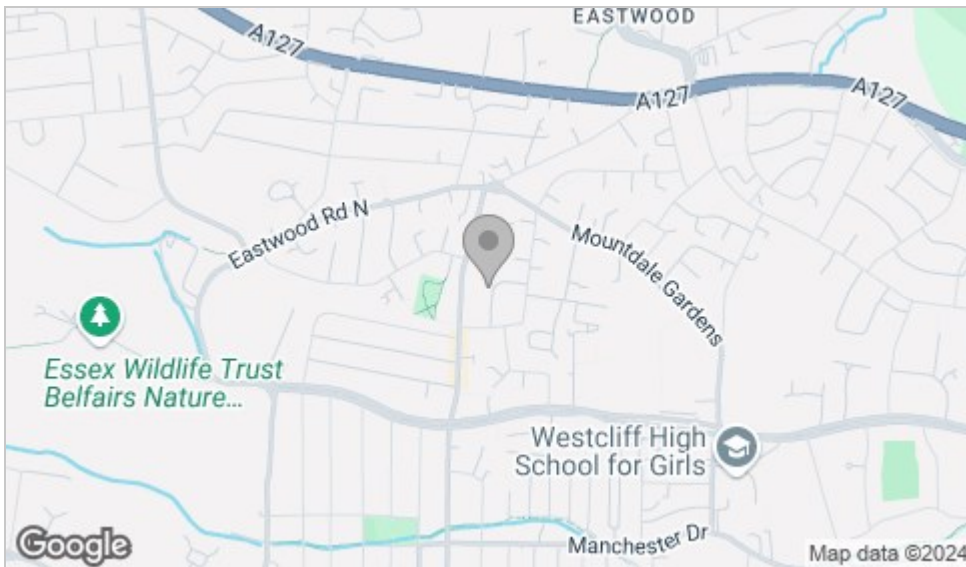 EASTWOOD
A127
A127
A127
Eastwood Rd N
Mountdale Gardens
Essex Wildlife Trust
Belfairs Nature...
Westcliff High
School for Girls
Manchester Dr
Google
Map data ©2024